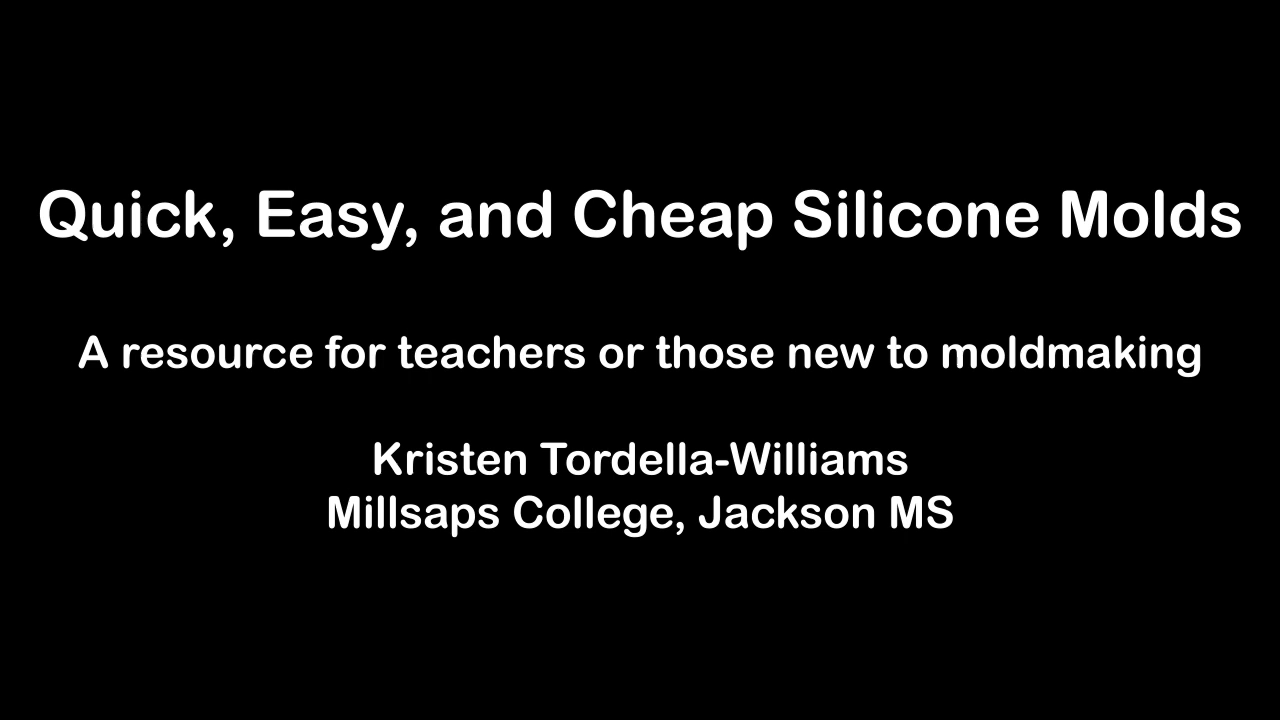 Quick, Easy, and Cheap Silicone Molds
A resource for teachers or those new to moldmaking
Kristen Tordella-Williams
Millsaps College, Jackson MS